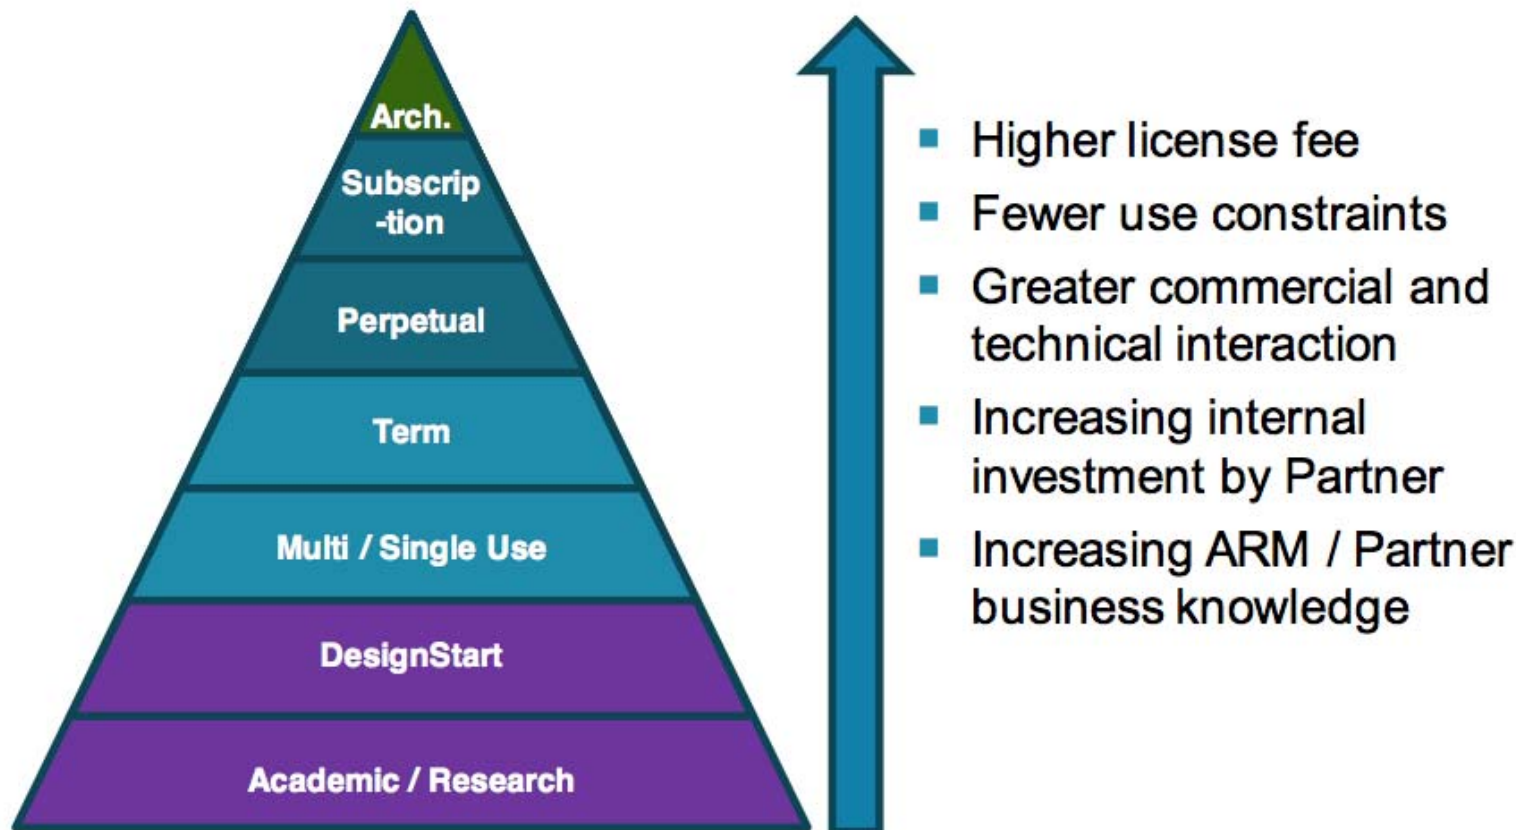 Arch.
Subscrip
-tion
Perpetual
Term
Multi / Single Use
DesignStart
Academic / Research
Higher license fee
Fewer use constraints
Greater commercial and
technical interaction
Increasing internal
investment by Partner
Increasing ARM / Partner
business knowledge